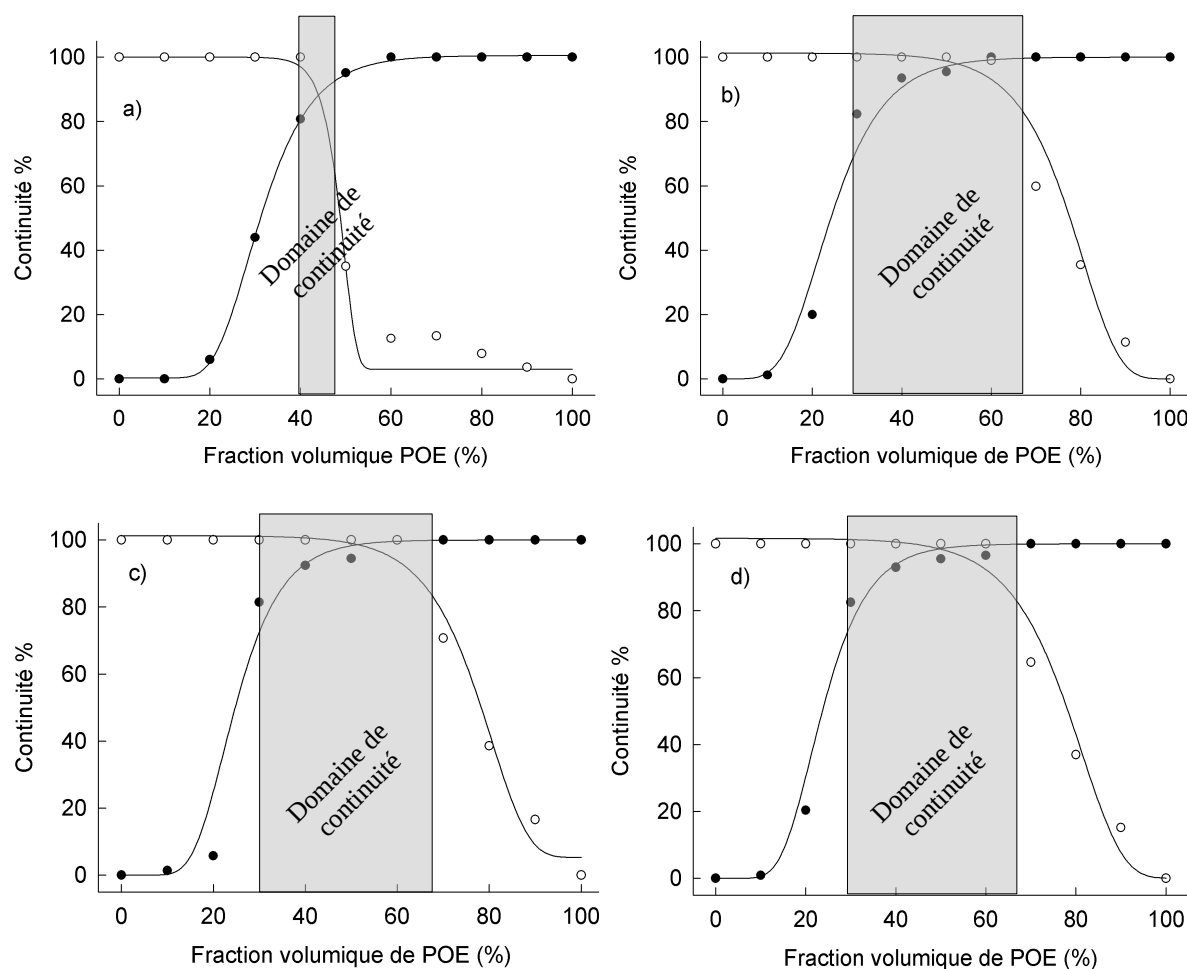 a)
100
80
60
40
20
0
Continuité %
Domaine de
continuité
0 20 40 60 80 100
Fraction volumique POE (%)
b)
100
80
60
40
20
0
Continuité %
Domaine de
continuité
0 20 40 60 80 100
Fraction volumique de POE (%)
c)
100
80
60
40
20
0
Continuité %
Domaine de
continuité
0 20 40 60 80 100
Fraction volumique de POE (%)
d)
100
80
60
40
20
0
Continuité %
Domaine de
continuité
0 20 40 60 80 100
Fraction volumique de POE (%)